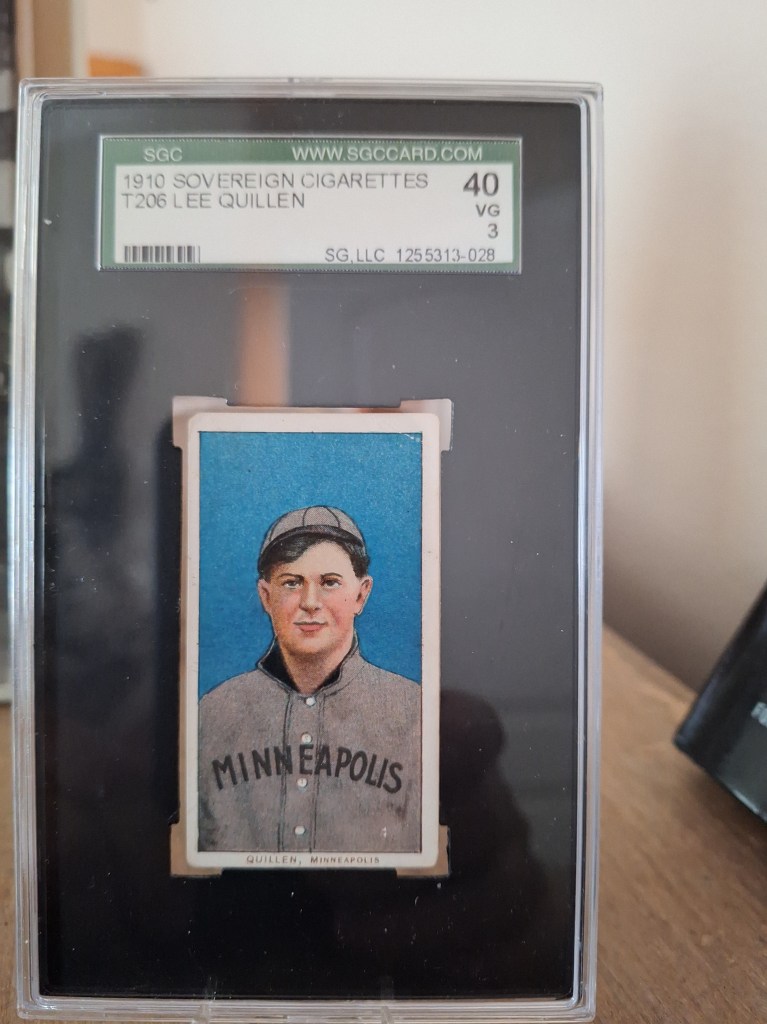 SGC WWW.SGCCARD.COM
1910 SOVEREIGN CIGARETTES 40
T206 LEE QUILLEN VG
3
SG,LLC 1255313-028
MINNEAPOLIS
QUILLEN, MINNEAPOLIS